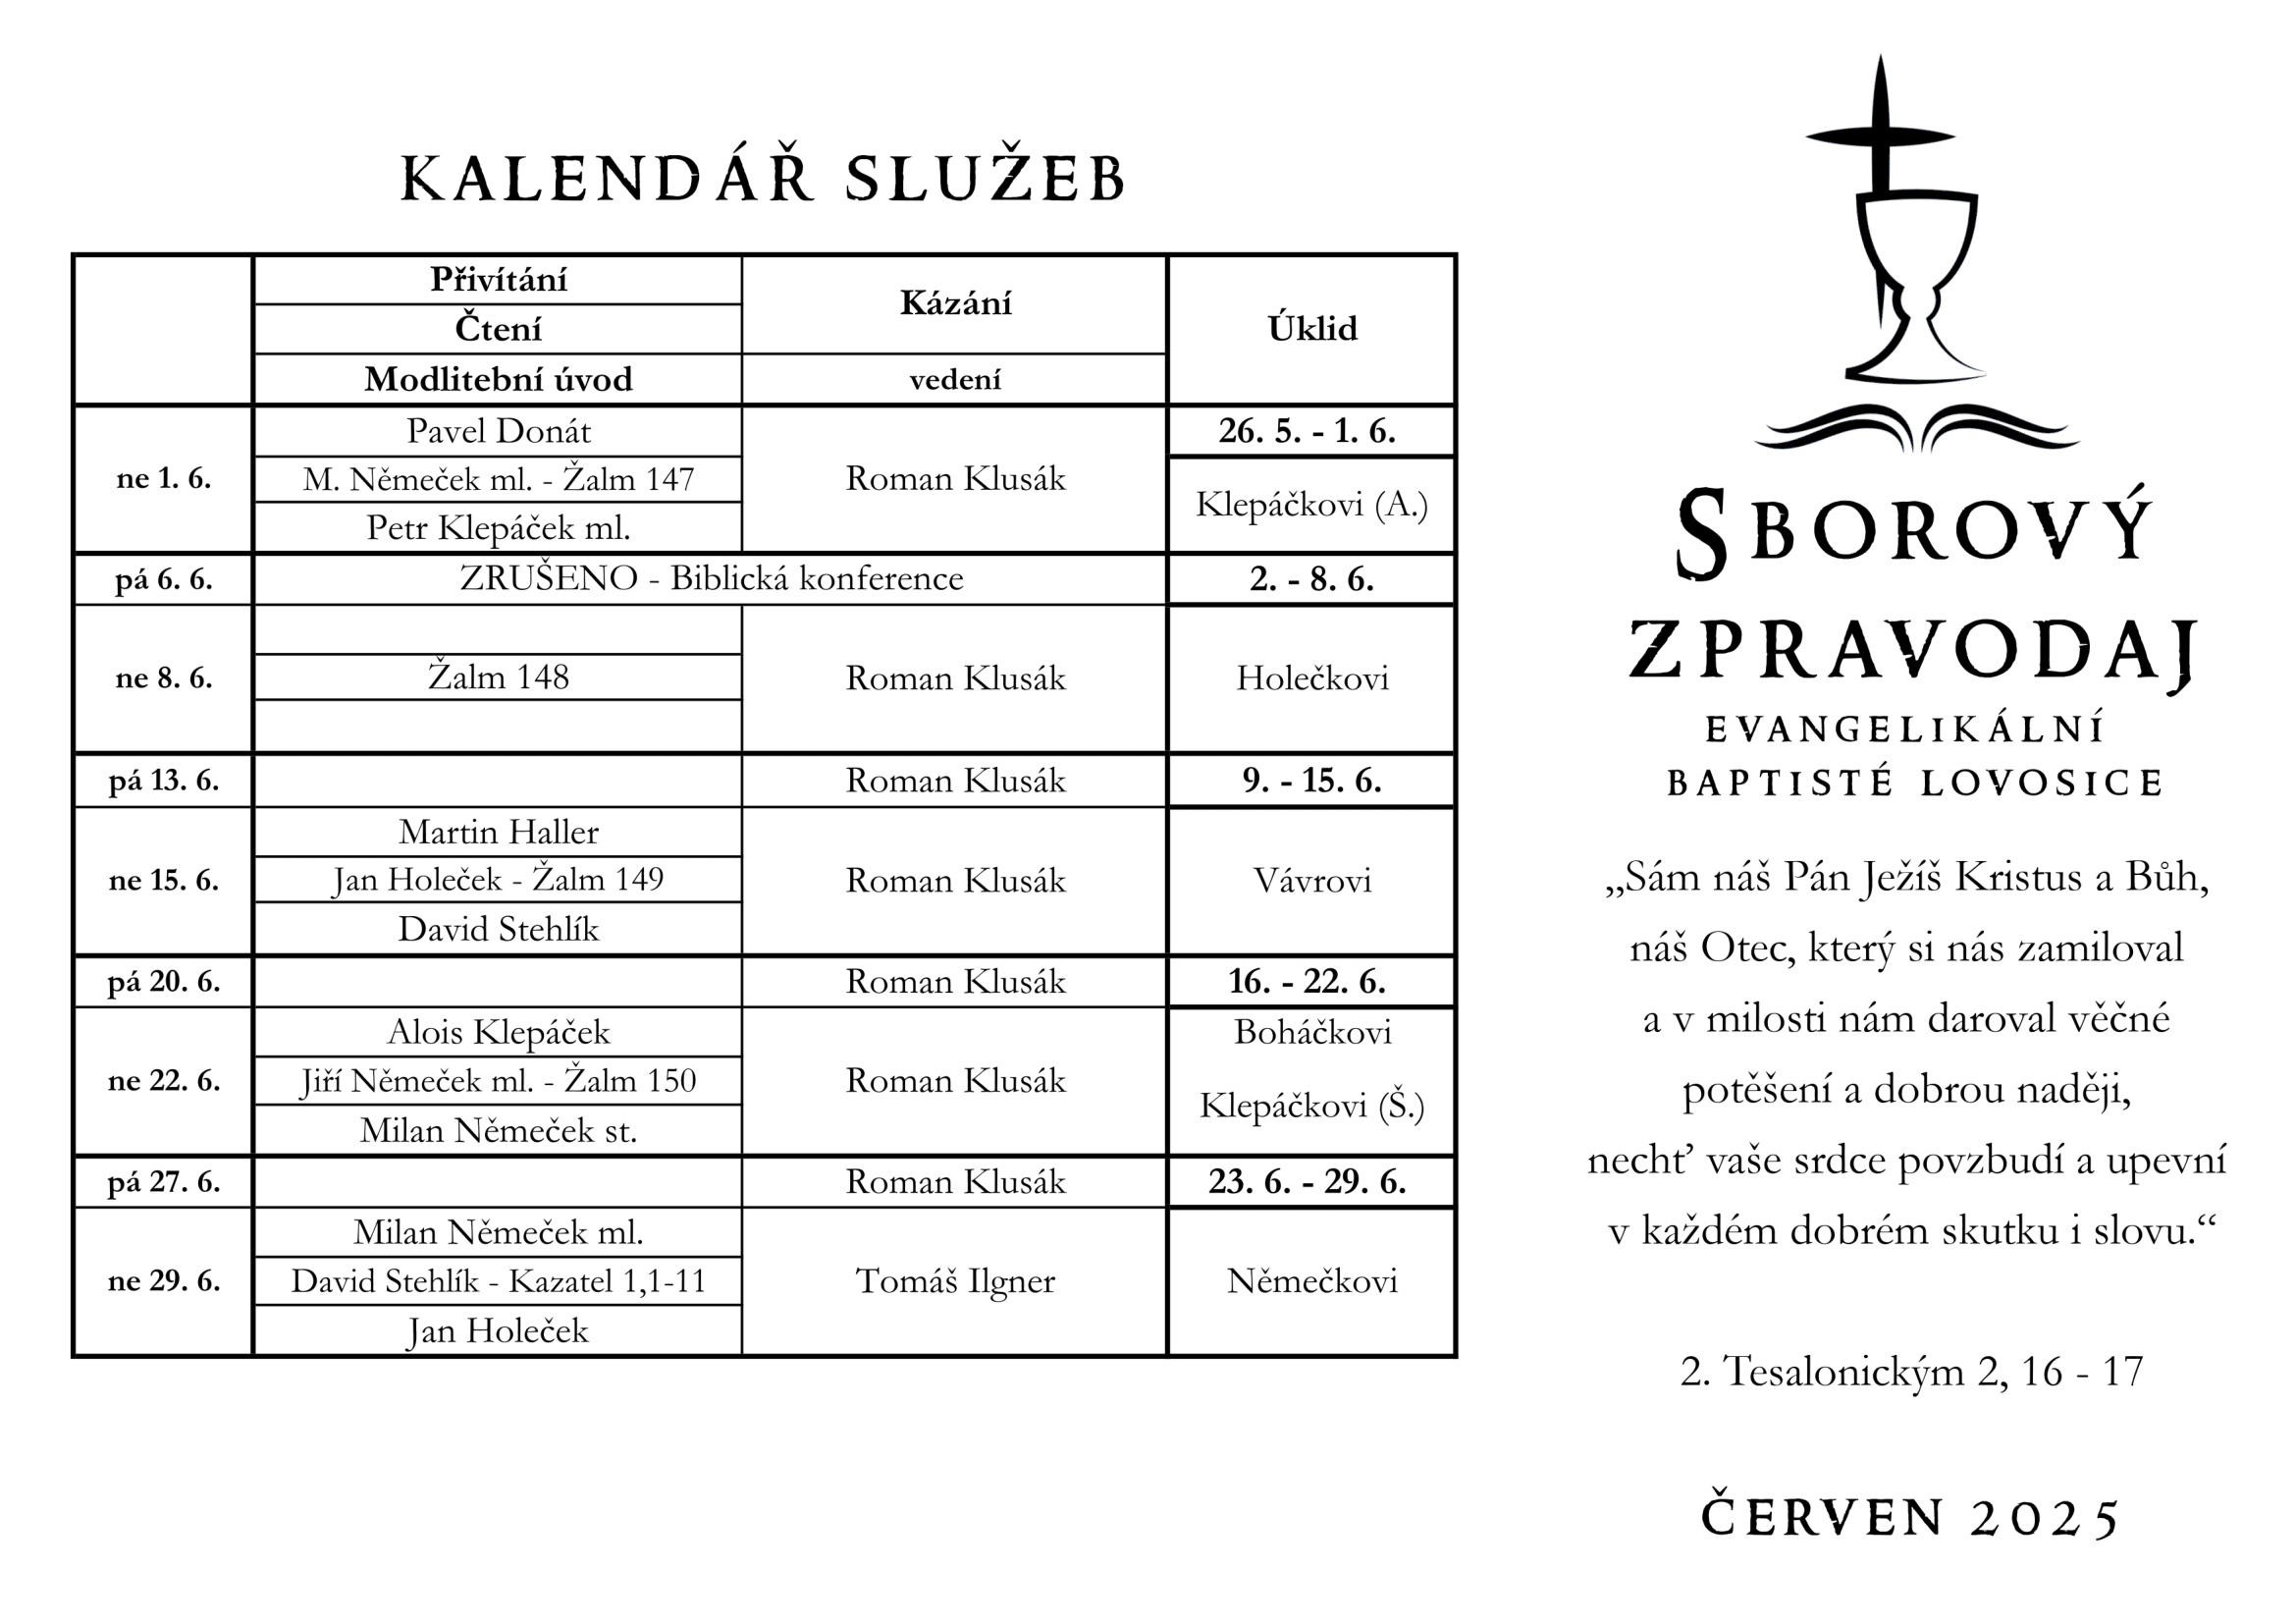 KALENDÁŘ SLUŽEB
Přivítání
Čtení
Modlitební úvod
Kázání
vedení
Úklid
ne 1. 6.
Pavel Donát
M. Němeček ml. - Žalm 147
Petr Klepáček ml.
Roman Klusák
26. 5. - 1. 6.
Klepáčkovi (A.)
pá 6. 6.
ZRUŠENO - Biblická konference
2. - 8. 6.
ne 8. 6.
Žalm 148
Roman Klusák
Holečkovi
pá 13. 6.
Roman Klusák
9. - 15. 6.
ne 15. 6.
Martin Haller
Jan Holeček - Žalm 149
David Stehlík
Roman Klusák
Vávrovi
pá 20. 6.
Roman Klusák
16. - 22. 6.
ne 22. 6.
Alois Klepáček
Jiří Němeček ml. - Žalm 150
Milan Němeček st.
Roman Klusák
Boháčkovi
Klepáčkovi (Š.)
pá 27. 6.
Roman Klusák
23. 6. - 29. 6.
ne 29. 6.
Milan Němeček ml.
David Stehlík - Kazatel 1,1-11
Jan Holeček
Tomáš Ilgner
Němečkovi
SBOROVÝ
ZPRAVODAJ
EVANGELIKÁLNÍ
BAPTISTÉ LOVOSICE
„Sám náš Pán Ježíš Kristus a Bůh,
náš Otec, který si nás zamiloval
a v milosti nám daroval věčné
potěšení a dobrou naději,
nechť vaše srdce povzbudí a upevní
v každém dobrém skutku i slovu.“
2. Tesalonickým 2, 16 - 17
ČERVEN 2025